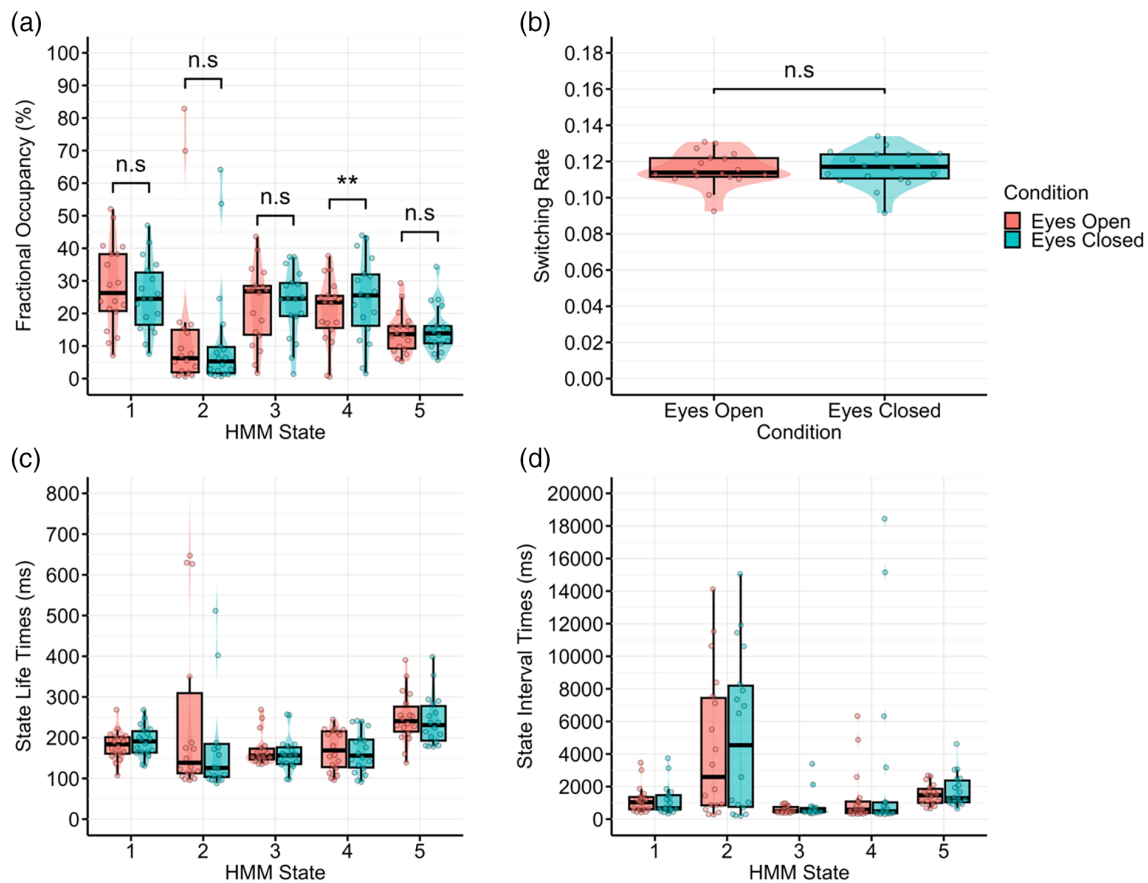 (a)
100
90
80
70
60
50
40
30
20
10
0
Fractional Occupancy (%)
n.s
n.s
n.s
**
n.s
1 2 3 4 5
HMM State
(b)
0.18
0.16
0.14
0.12
0.10
0.08
0.06
0.04
0.02
0.00
Switching Rate
n.s
Eyes Open Eyes Closed
Condition
Condition
Eyes Open
Eyes Closed
(c)
800
700
600
500
400
300
200
100
0
State Life Times (ms)
1 2 3 4 5
HMM State
(d)
20000
18000
16000
14000
12000
10000
8000
6000
4000
2000
0
State Interval Times (ms)
1 2 3 4 5
HMM State